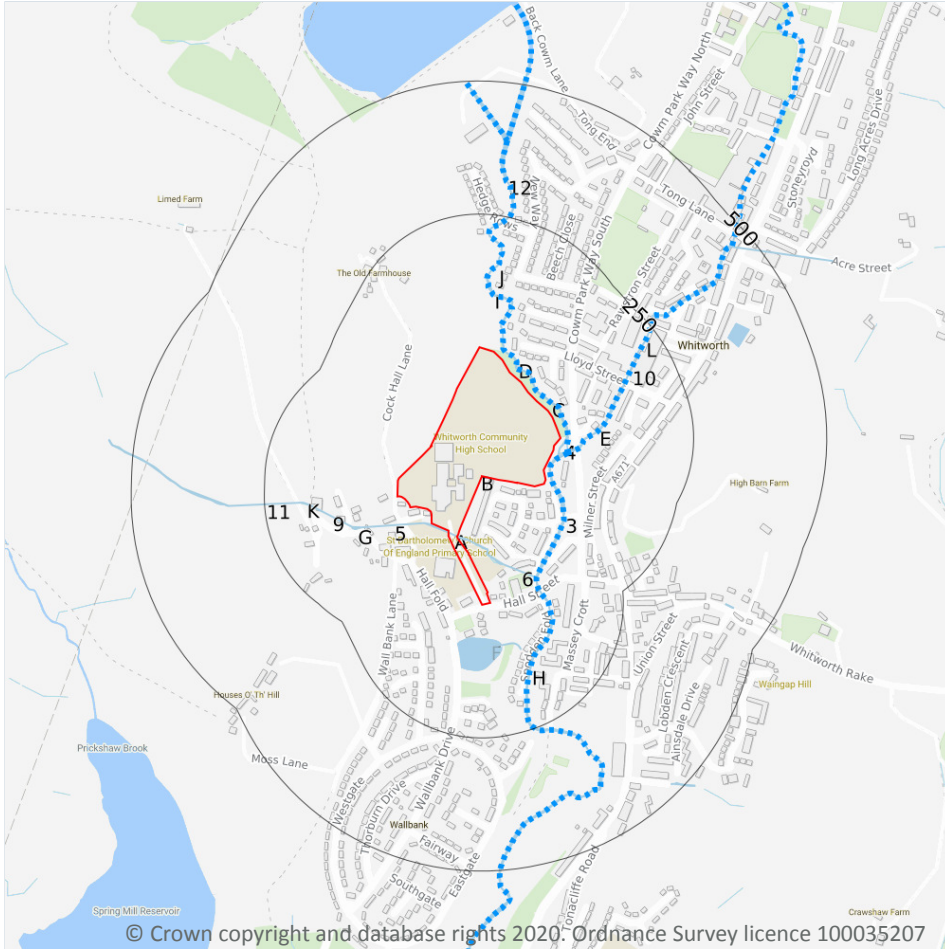 Back Cowm Lane
Cowm Park Way North
John Street
Long Acres Drive
Tong End
Stoneyroyd
12
New Way
Hedge Rows
Tong Lane
Limed Farm
500
Beech Close
Cowm Park Way South
Rawstron Street
Acre Street
The Old Farmhouse
J
I
250
Whitworth
L
Lloyd Street
Cock Hall Lane
D
10
C
Whitworth Community
High School
E
4
A671
B
Milner Street
High Barn Farm
11
K
9
G
5
3
A
St Bartholomew's Church
Of England Primary School
6
Hall Street
Hall Fold
Massey Croft
Wall Bank Lane
Union Street
Whitworth Rake
F
H
Lobden Crescent
Ainsdale Drive
Waingap Hill
Houses O' Th' Hill
Prickshaw Brook
Moss Lane
Westgate
Thorburn Drive
Wallbank Drive
Wallbank
Fairway
Southgate
Eastgate
Tonacliffe Road
Spring Mill Reservoir
Crawshaw Farm
© Crown copyright and database rights 2020. Ordnance Survey licence 100035207